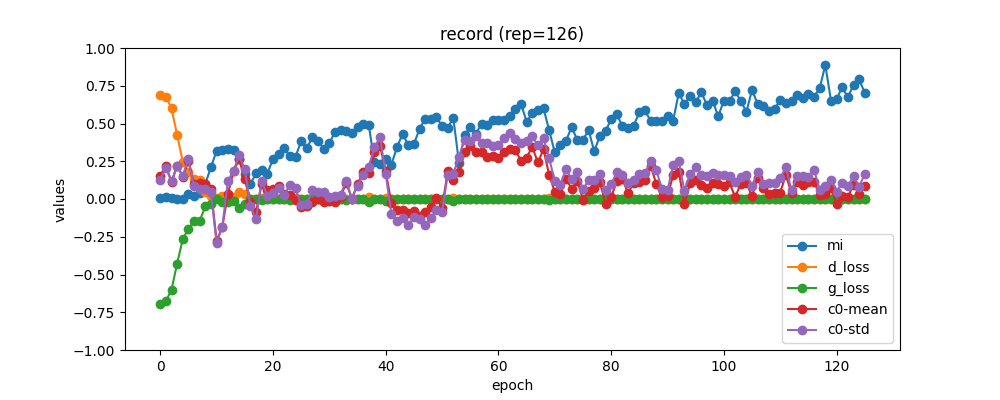 record (rep=126)
1.00
0.75
0.50
0.25
0.00
−0.25
−0.50
−0.75
−1.00
values
0 20 40 60 80 100 120
epoch
mi
d_loss
g_loss
c0-mean
c0-std